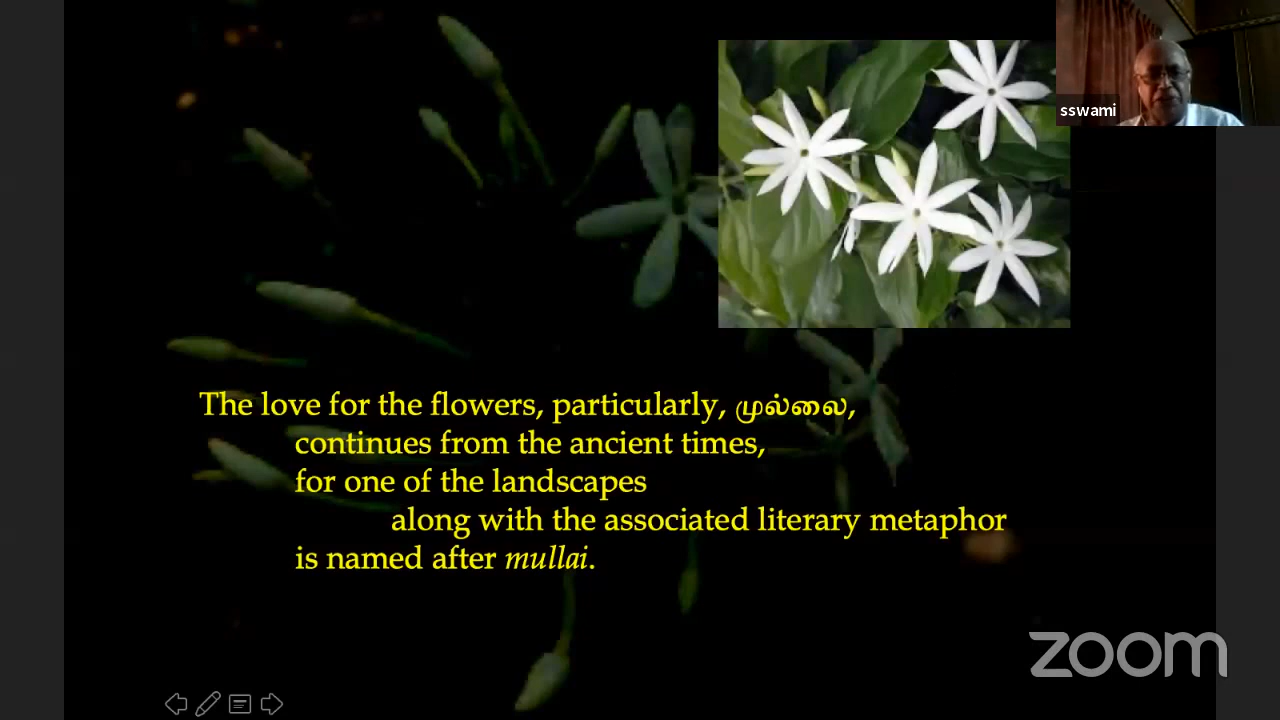 sswami
The love for the flowers, particularly, முல்லை,
continues from the ancient times,
for one of the landscapes
along with the associated literary metaphor
is named after mullai.
zoom